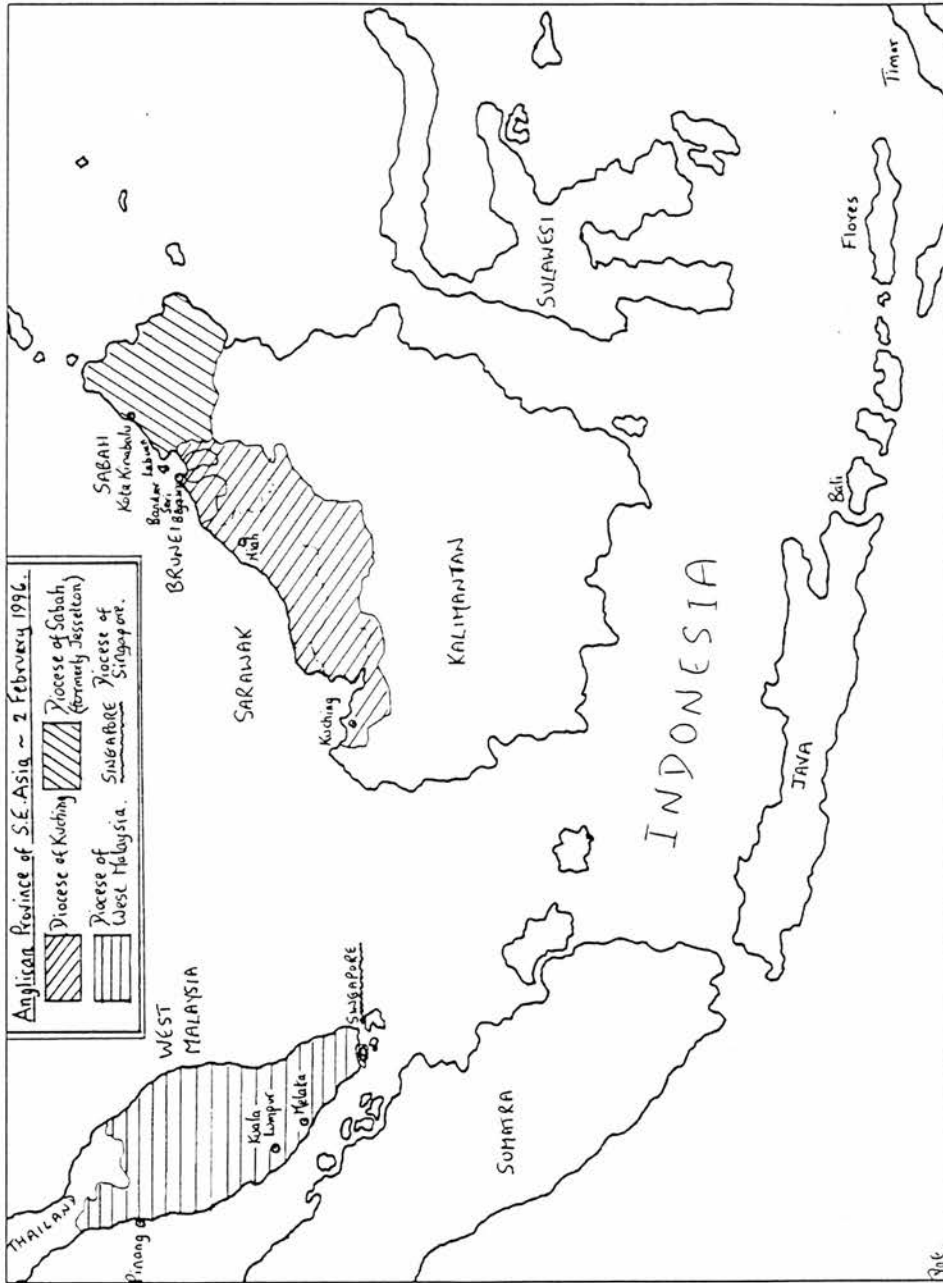 Anglican Province of S.E. Asia ~ 2 February 1996.
Diocese of Kuching
Diocese of Sabah
(formerly Jesselton)
Diocese of
West Malaysia.
SINGAPORE Diocese of
Singapore.
THAILAND
Pinang
WEST
MALAYSIA
Kuala
Lumpur
Melaka
SINGAPORE
SUMATRA
SABAH
Kota Kinabalu
Labuan
Bandar
Seri
Begawan
BRUNEI
Niah
SARAWAK
Kuching
KALIMANTAN
SULAWESI
INDONESIA
JAVA
Bali
Flores
Timor